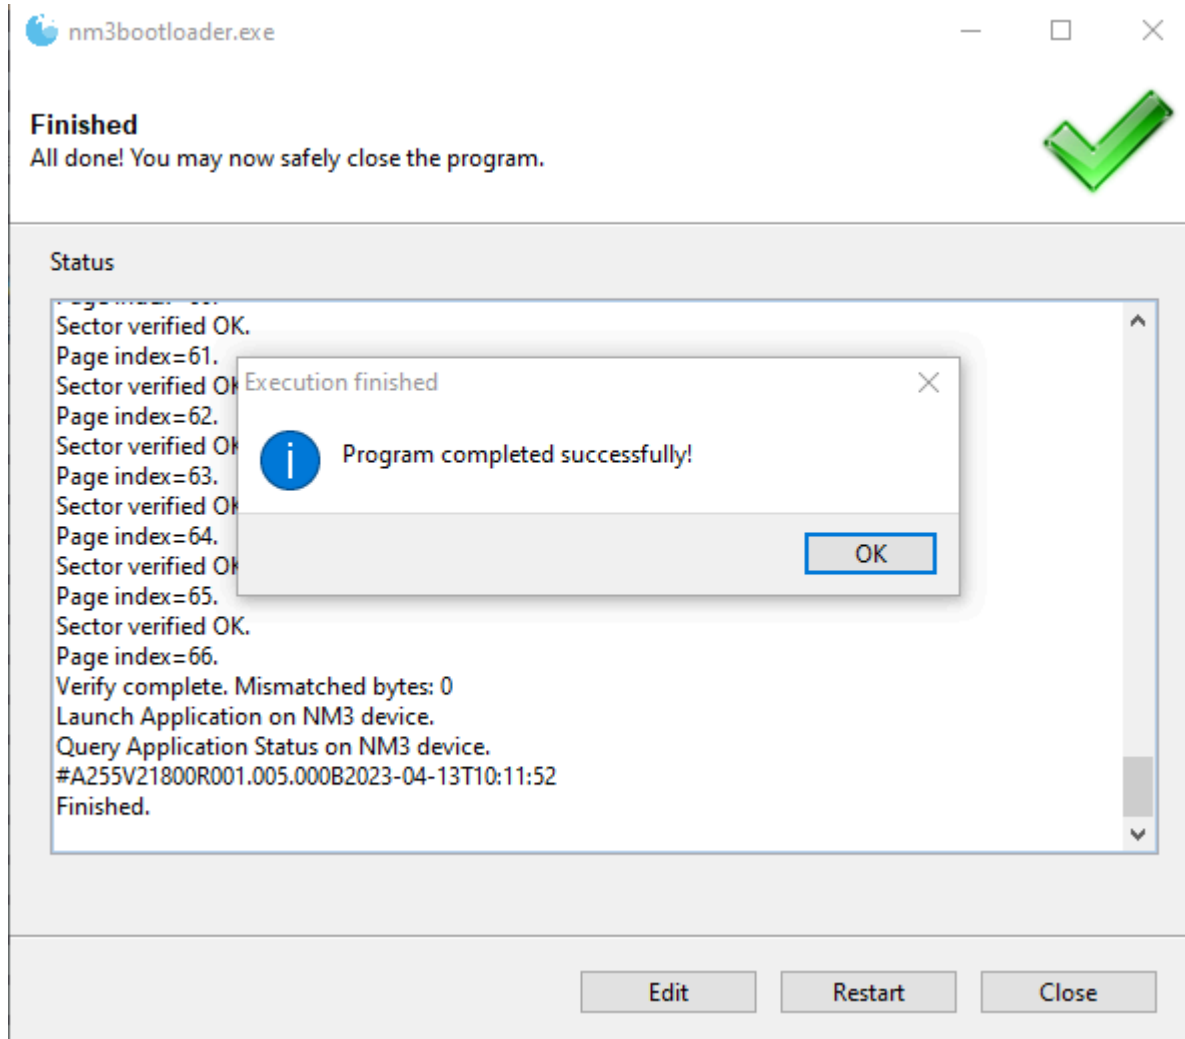 nm3bootloader.exe
Finished
All done! You may now safely close the program.
Status
Sector verified OK.
Page index=61.
Sector verified OK
Page index=62.
Sector verified OK
Page index=63.
Sector verified OK
Page index=64.
Sector verified OK
Page index=65.
Sector verified OK.
Page index=66.
Verify complete. Mismatched bytes: 0
Launch Application on NM3 device.
Query Application Status on NM3 device.
#A255V21800R001.005.000B2023-04-13T10:11:52
Finished.
Execution finished
Program completed successfully!
OK
Edit
Restart
Close